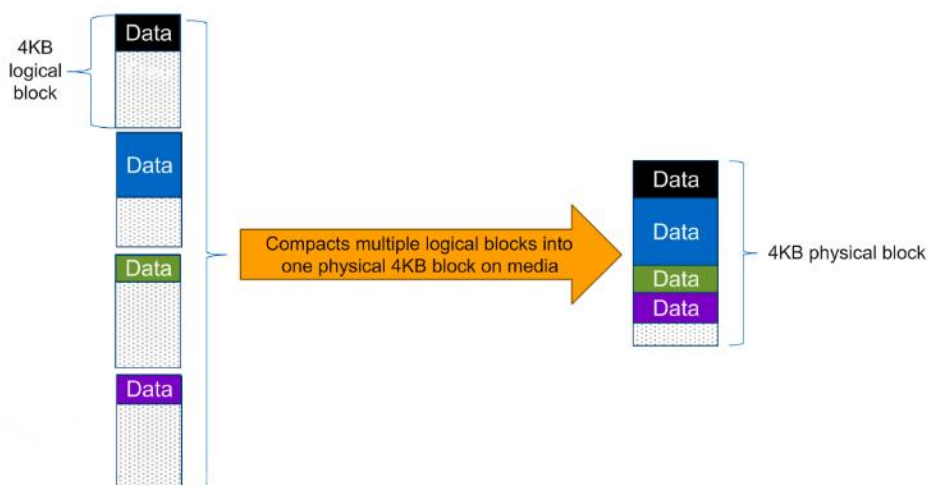 Data
4KB
logical
block
Data
Data
Data
Compacts multiple logical blocks into
one physical 4KB block on media
Data
Data
Data
Data
4KB physical block